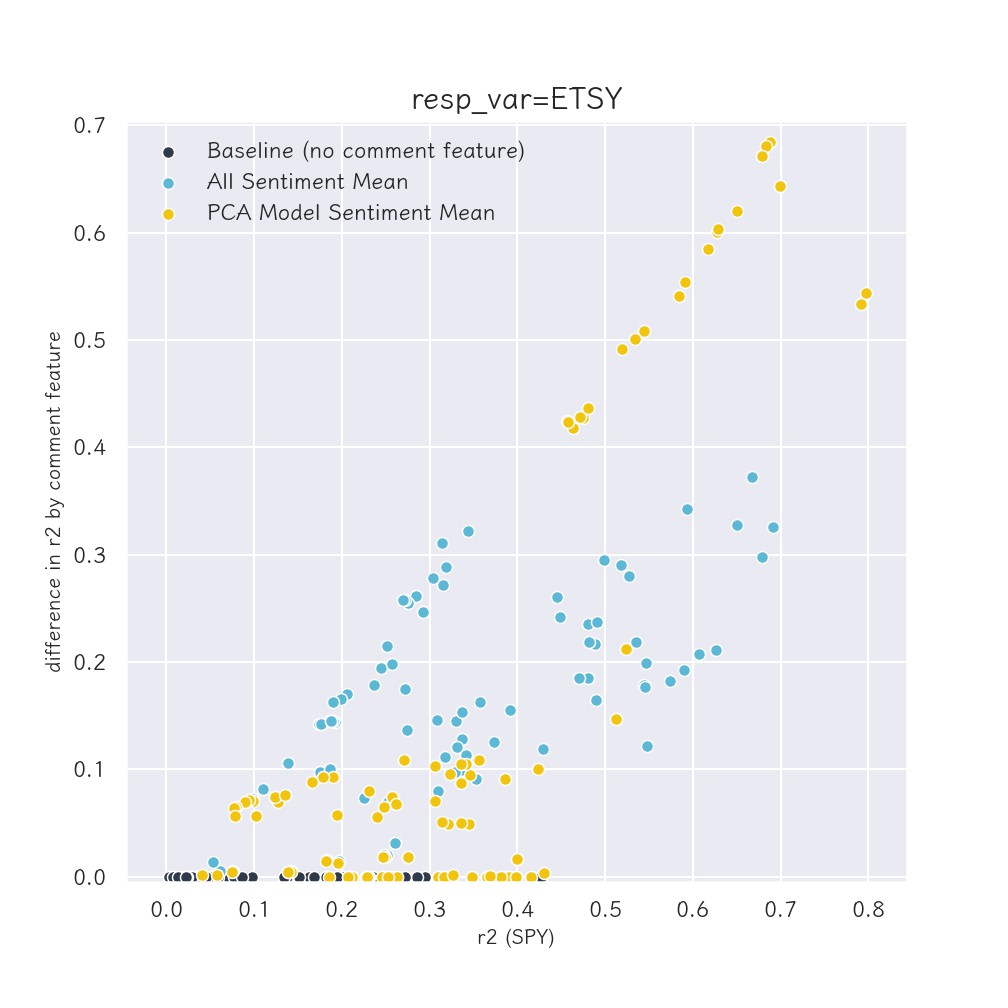 resp_var=ETSY
Baseline (no comment feature)
All Sentiment Mean
PCA Model Sentiment Mean
difference in r2 by comment feature
0.7
0.6
0.5
0.4
0.3
0.2
0.1
0.0
0.0 0.1 0.2 0.3 0.4 0.5 0.6 0.7 0.8
r2 (SPY)